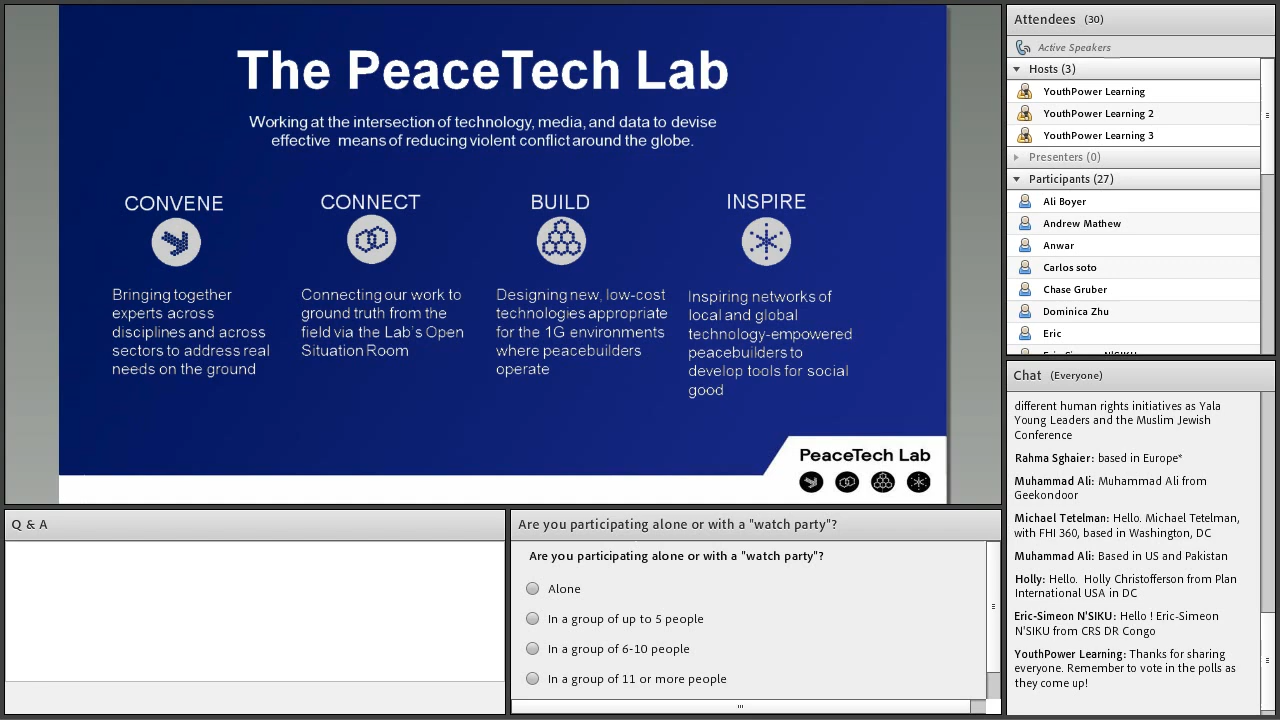 The PeaceTech Lab
Working at the intersection of technology, media, and data to devise
effective means of reducing violent conflict around the globe.
CONVENE
Bringing together
experts across
disciplines and across
sectors to address real
needs on the ground
CONNECT
Connecting our work to
ground truth from the
field via the Lab's Open
Situation Room
BUILD
Designing new, low-cost
technologies appropriate
for the 1G environments
where peacebuilders
operate
INSPIRE
Inspiring networks of
local and global
technology-empowered
peacebuilders to
develop tools for social
good
PeaceTech Lab
Attendees (30)
Active Speakers
Hosts (3)
YouthPower Learning
YouthPower Learning 2
YouthPower Learning 3
Presenters (0)
Participants (27)
Ali Boyer
Andrew Mathew
Anwar
Carlos soto
Chase Gruber
Dominica Zhu
Eric
Eric-Simeon N'SIKU
Chat (Everyone)
different human rights initiatives as Yala
Young Leaders and the Muslim Jewish
Conference
Rahma Sghaier: based in Europe*
Muhammad Ali: Muhammad Ali from
Geekondoor
Michael Tetelman: Hello. Michael Tetelman,
with FHI 360, based in Washington, DC
Muhammad Ali: Based in US and Pakistan
Holly: Hello. Holly Christofferson from Plan
International USA in DC
Eric-Simeon N'SIKU: Hello ! Eric-Simeon
N'SIKU from CRS DR Congo
YouthPower Learning: Thanks for sharing
everyone. Remember to vote in the polls as
they come up!
Q & A
Are you participating alone or with a "watch party"?
Are you participating alone or with a "watch party"?
Alone
In a group of up to 5 people
In a group of 6-10 people
In a group of 11 or more people